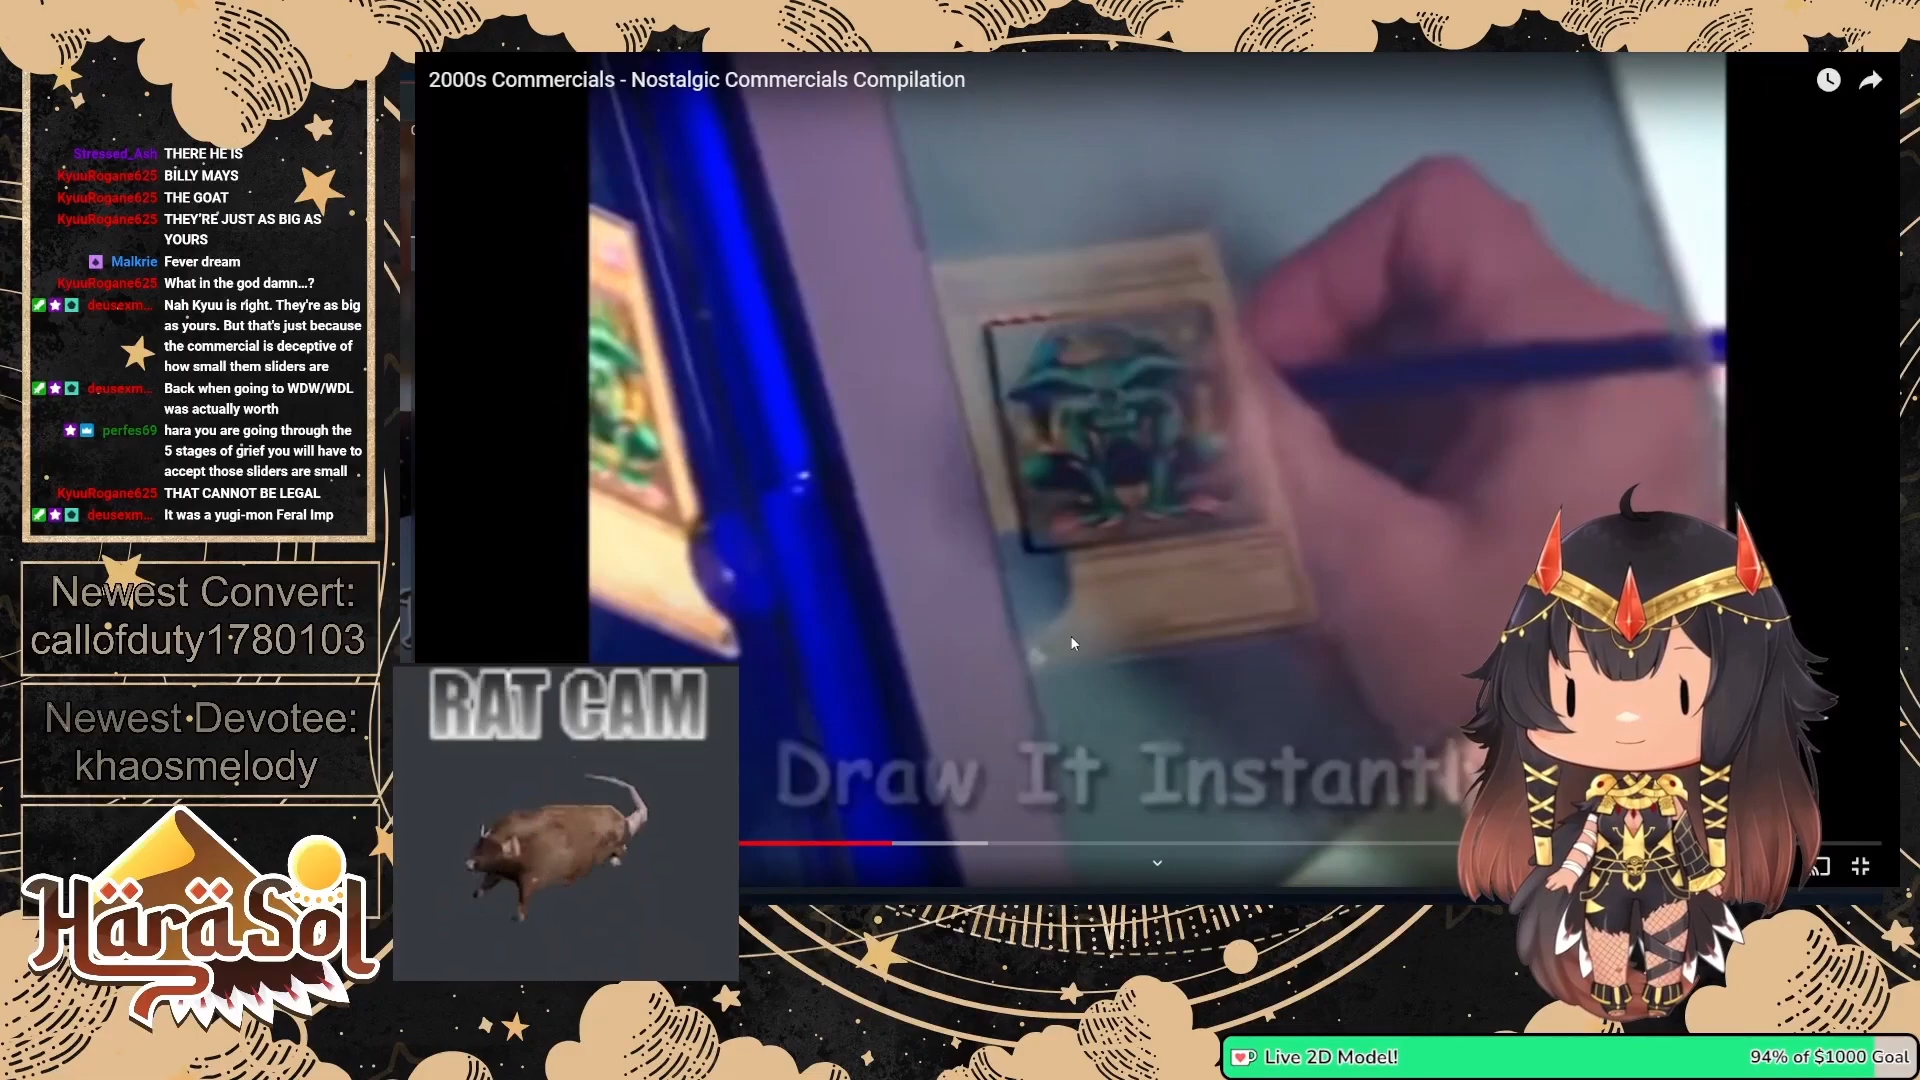 2000s Commercials - Nostalgic Commercials Compilation
Stressed_Ash THERE HE IS
KyuuRogane625 BILLY MAYS
KyuuRogane625 THE GOAT
KyuuRogane625 THEY'RE JUST AS BIG AS
YOURS
Malkrie Fever dream
KyuuRogane625 What in the god damn...?
deusexm... Nah Kyuu is right. They're as big
as yours. But that's just because
the commercial is deceptive of
how small them sliders are
deusexm... Back when going to WDW/WDL
was actually worth
perfes69 hara you are going through the
5 stages of grief you will have to
accept those sliders are small
KyuuRogane625 THAT CANNOT BE LEGAL
deusexm... It was a yugi-mon Feral Imp
Newest Convert:
callofduty1780103
Newest Devotee:
khaosmelody
HäräSol
RAT CAM
Draw It Instantly
Live 2D Model!
94% of $1000 Goal